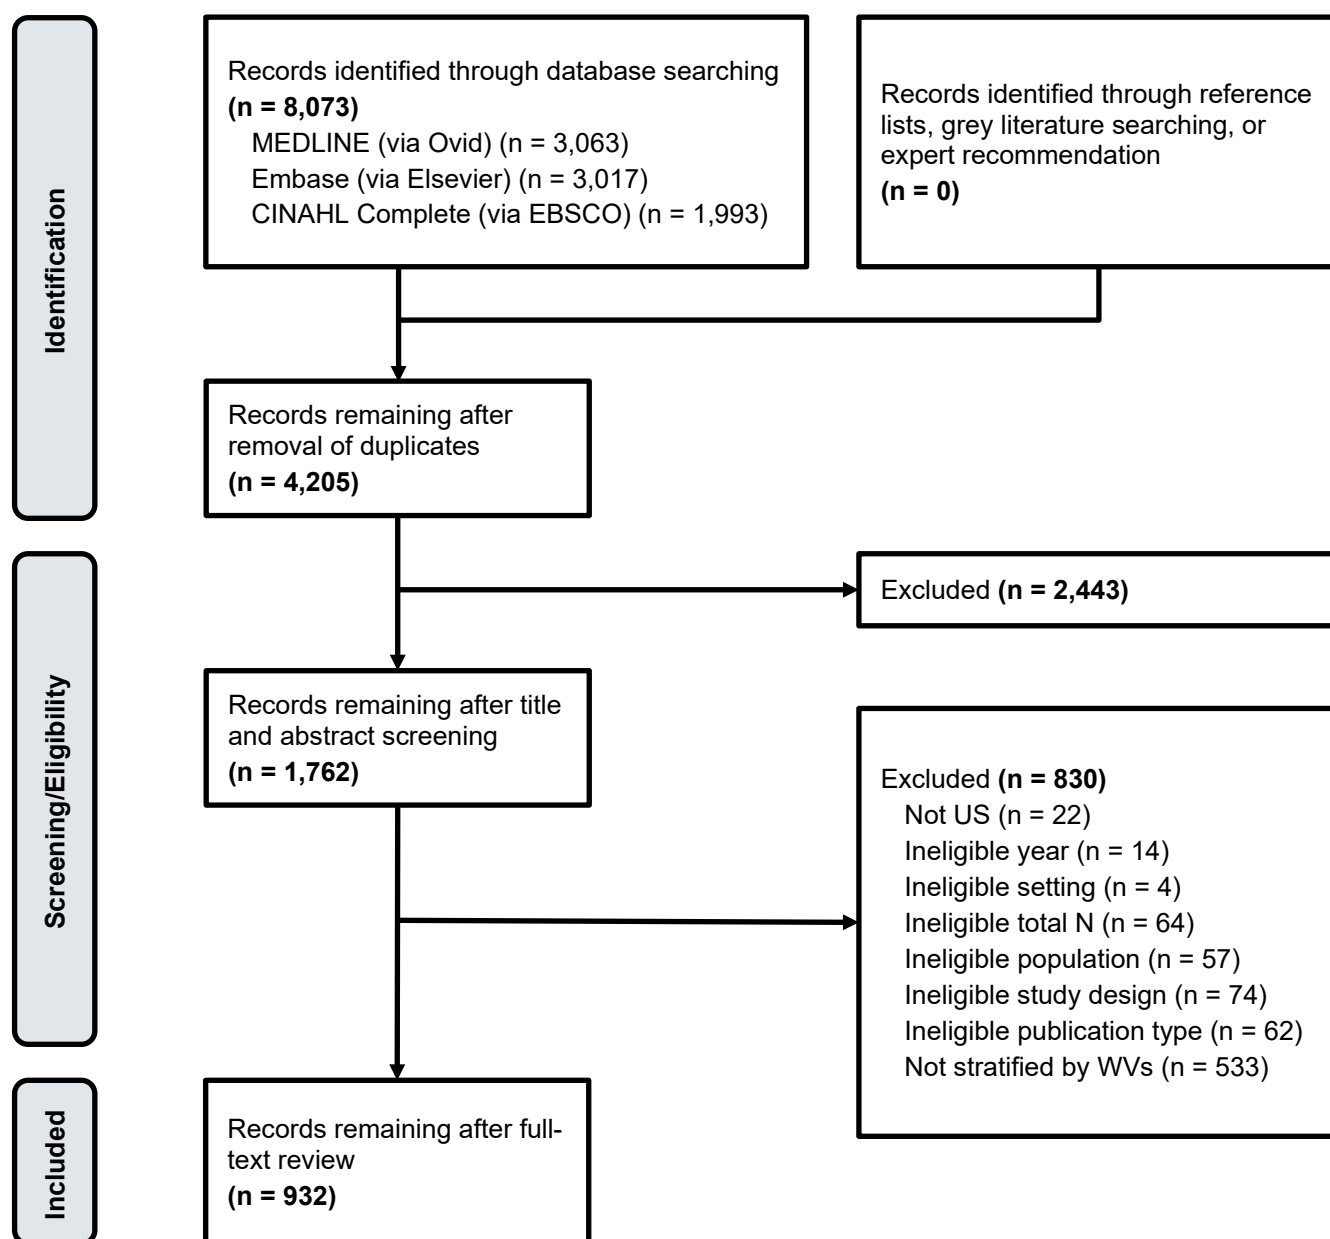 Identification
Records identified through database searching
(n = 8,073)
MEDLINE (via Ovid) (n = 3,063)
Embase (via Elsevier) (n = 3,017)
CINAHL Complete (via EBSCO) (n = 1,993)
Records identified through reference
lists, grey literature searching, or
expert recommendation
(n = 0)
Records remaining after
removal of duplicates
(n = 4,205)
Screening/Eligibility
Excluded (n = 2,443)
Records remaining after title
and abstract screening
(n = 1,762)
Excluded (n = 830)
Not US (n = 22)
Ineligible year (n = 14)
Ineligible setting (n = 4)
Ineligible total N (n = 64)
Ineligible population (n = 57)
Ineligible study design (n = 74)
Ineligible publication type (n = 62)
Not stratified by WVs (n = 533)
Included
Records remaining after full-
text review
(n = 932)